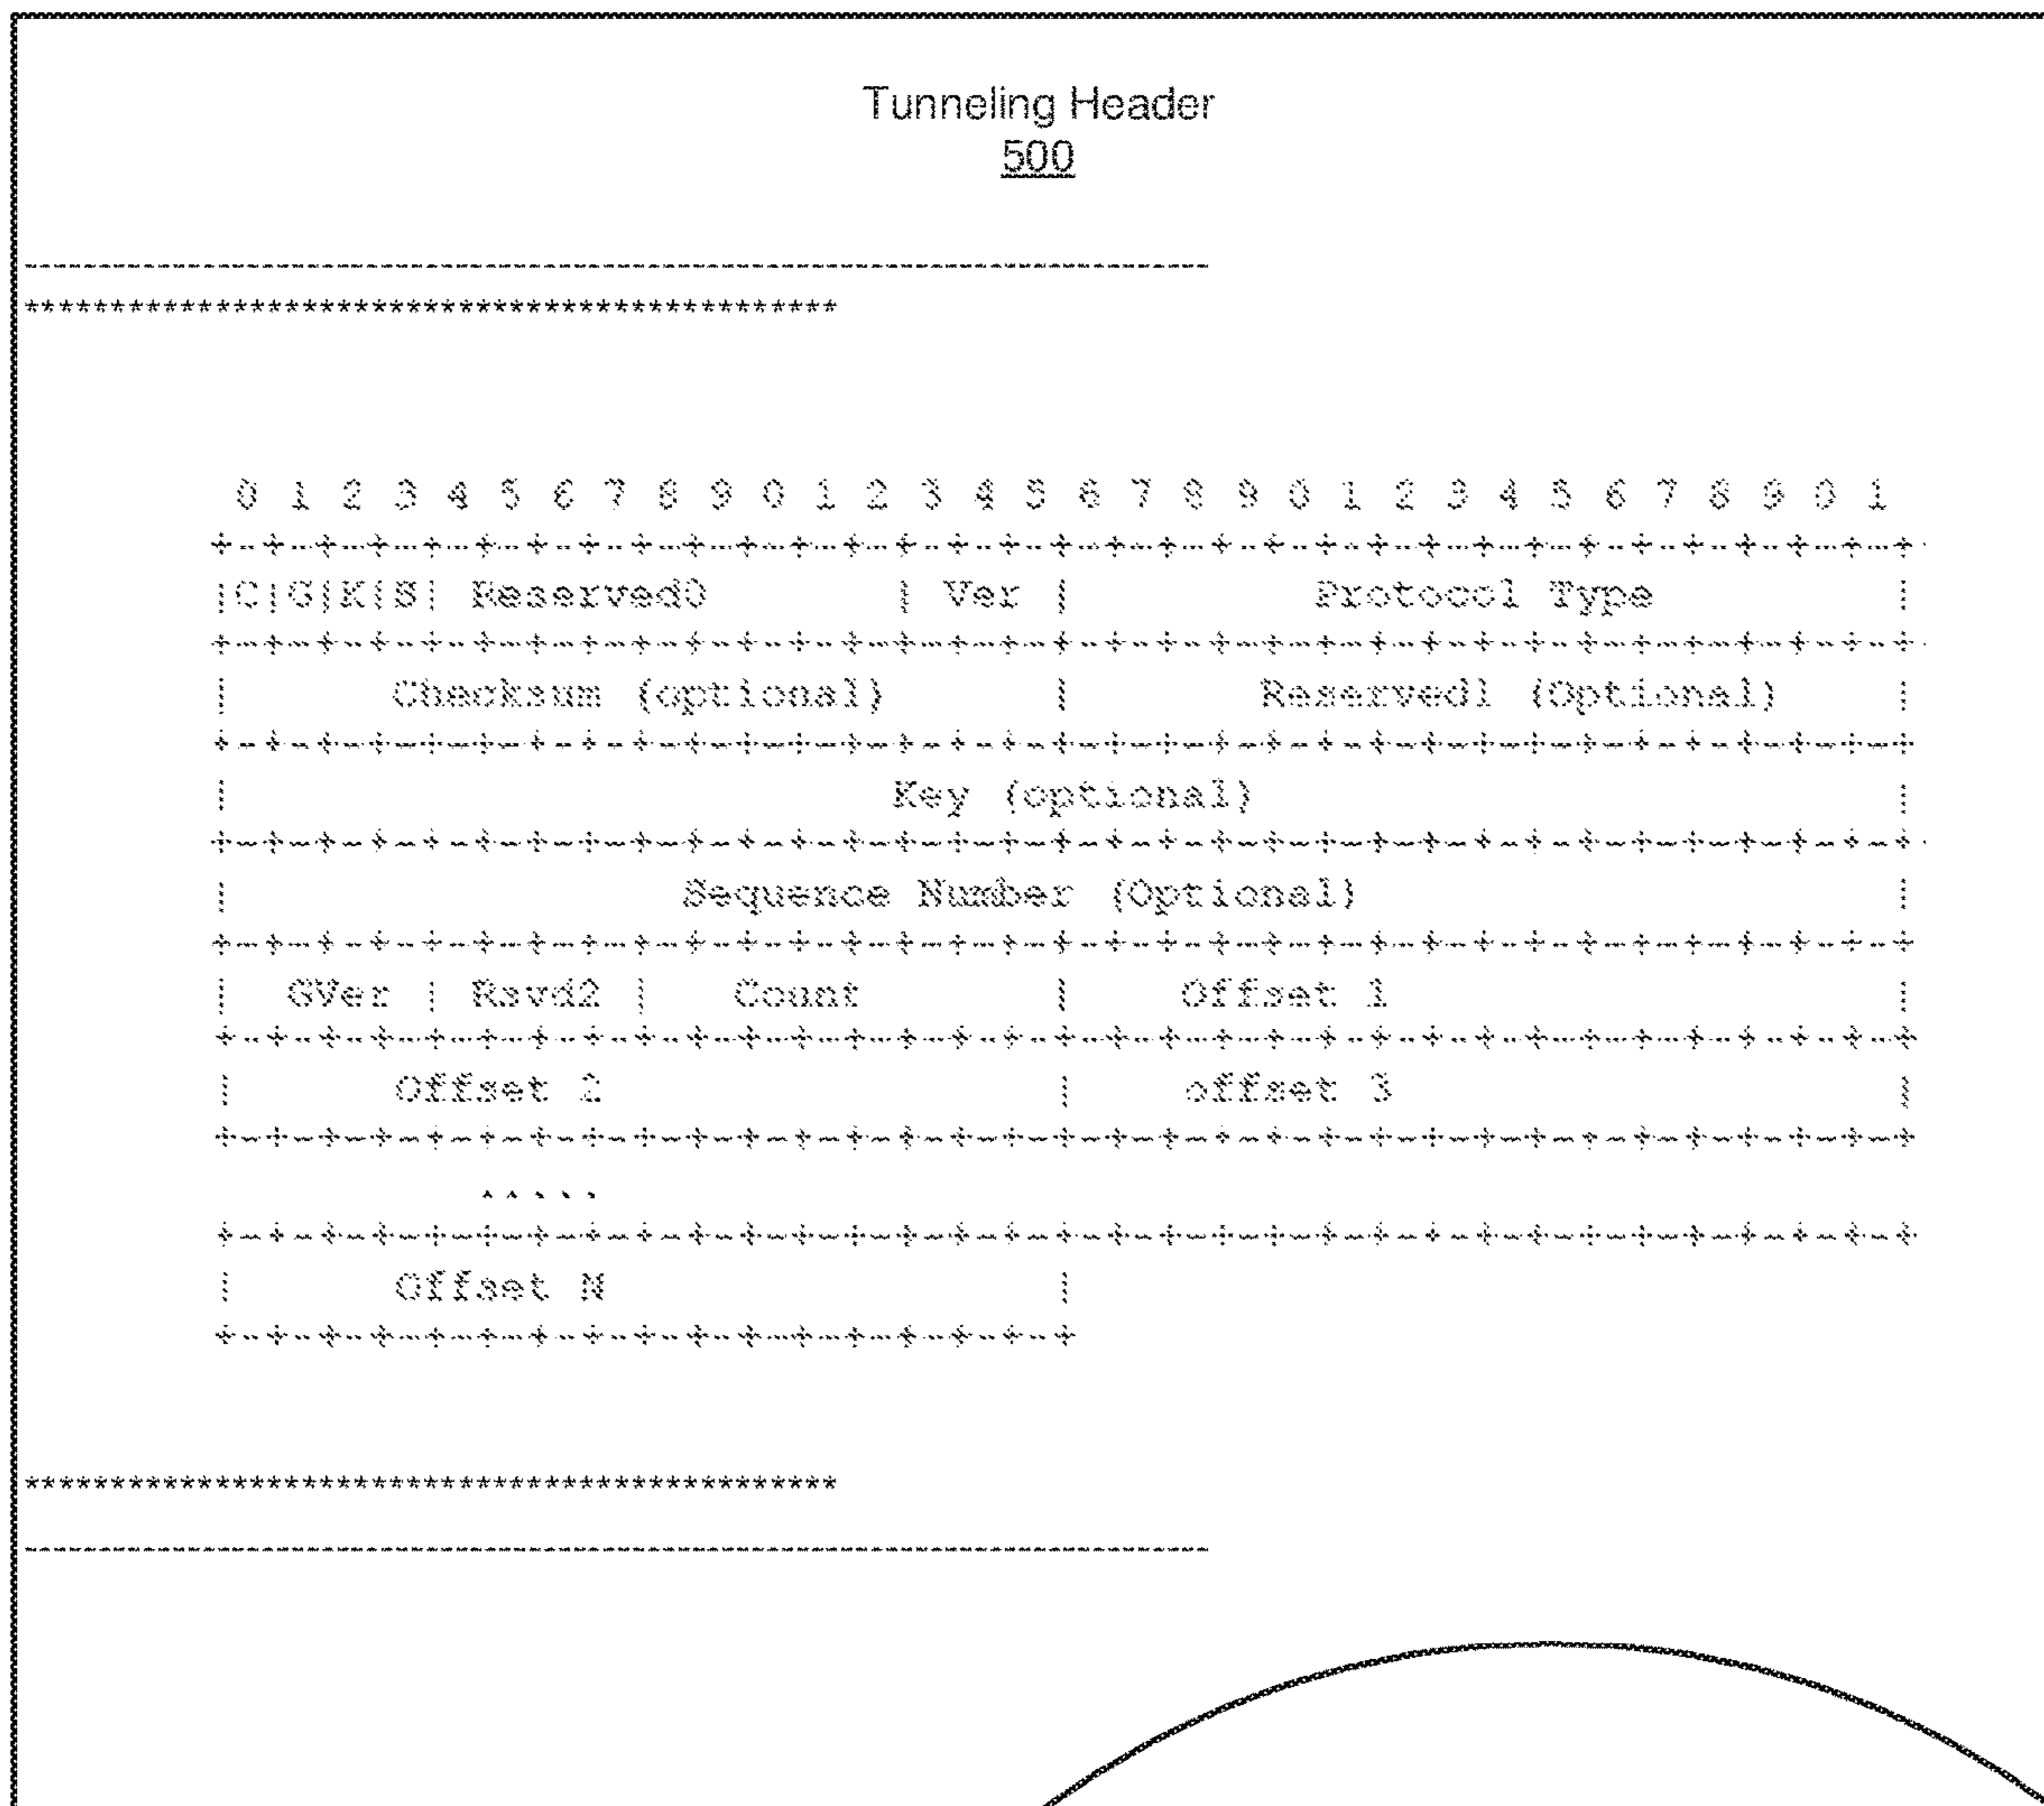 Tunneling Header
500
--------------------------------------------------------------------------------
***********************************************
0 1 2 3 4 5 6 7 8 9 0 1 2 3 4 5 6 7 8 9 0 1 2 3 4 5 6 7 8 9 0 1
+-+-+-+-+-+-+-+-+-+-+-+-+-+-+-+-+-+-+-+-+-+-+-+-+-+-+-+-+-+-+-+-+
|C|G|K|S| Reserved0 | Ver | Protocol Type |
+-+-+-+-+-+-+-+-+-+-+-+-+-+-+-+-+-+-+-+-+-+-+-+-+-+-+-+-+-+-+-+-+
| Checksum (optional) | Reserved1 (Optional) |
+-+-+-+-+-+-+-+-+-+-+-+-+-+-+-+-+-+-+-+-+-+-+-+-+-+-+-+-+-+-+-+-+
| Key (optional) |
+-+-+-+-+-+-+-+-+-+-+-+-+-+-+-+-+-+-+-+-+-+-+-+-+-+-+-+-+-+-+-+-+
| Sequence Number (Optional) |
+-+-+-+-+-+-+-+-+-+-+-+-+-+-+-+-+-+-+-+-+-+-+-+-+-+-+-+-+-+-+-+-+
| GVer | Rsvd2 | Count | Offset 1 |
+-+-+-+-+-+-+-+-+-+-+-+-+-+-+-+-+-+-+-+-+-+-+-+-+-+-+-+-+-+-+-+-+
| Offset 2 | offset 3 |
+-+-+-+-+-+-+-+-+-+-+-+-+-+-+-+-+-+-+-+-+-+-+-+-+-+-+-+-+-+-+-+-+
.....
+-+-+-+-+-+-+-+-+-+-+-+-+-+-+-+-+-+-+-+-+-+-+-+-+-+-+-+-+-+-+-+-+
| Offset N |
+-+-+-+-+-+-+-+-+-+-+-+-+-+-+-+-+
***********************************************
--------------------------------------------------------------------------------